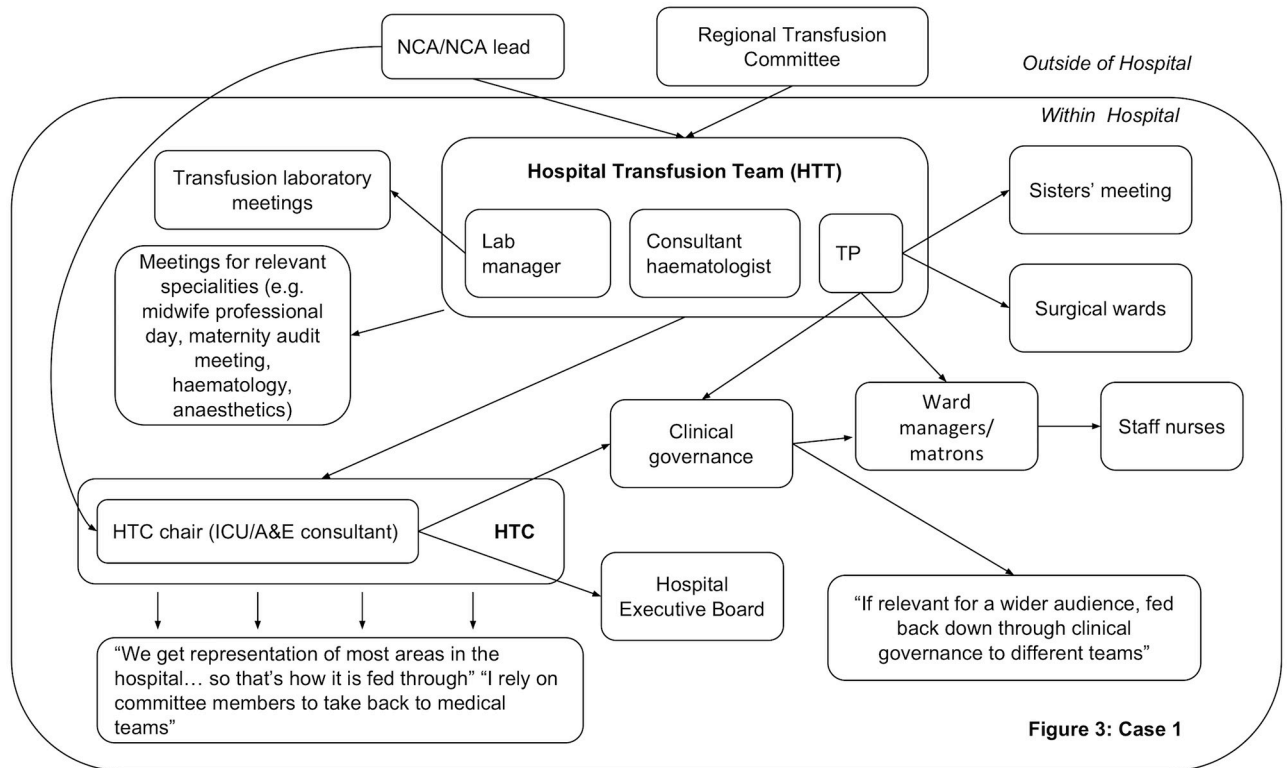 NCA/NCA lead
Regional Transfusion
Committee
Outside of Hospital
Within Hospital
Transfusion laboratory
meetings
Hospital Transfusion Team (HTT)
Lab
manager
Consultant
haematologist
TP
Sisters’ meeting
Surgical wards
Meetings for relevant
specialities (e.g.
midwife professional
day, maternity audit
meeting,
haematology,
anaesthetics)
Clinical
governance
Ward
managers/
matrons
Staff nurses
HTC chair (ICU/A&E consultant)
HTC
Hospital
Executive Board
“If relevant for a wider audience, fed
back down through clinical
governance to different teams”
“We get representation of most areas in the
hospital… so that’s how it is fed through” “I rely on
committee members to take back to medical
teams”
Figure 3: Case 1